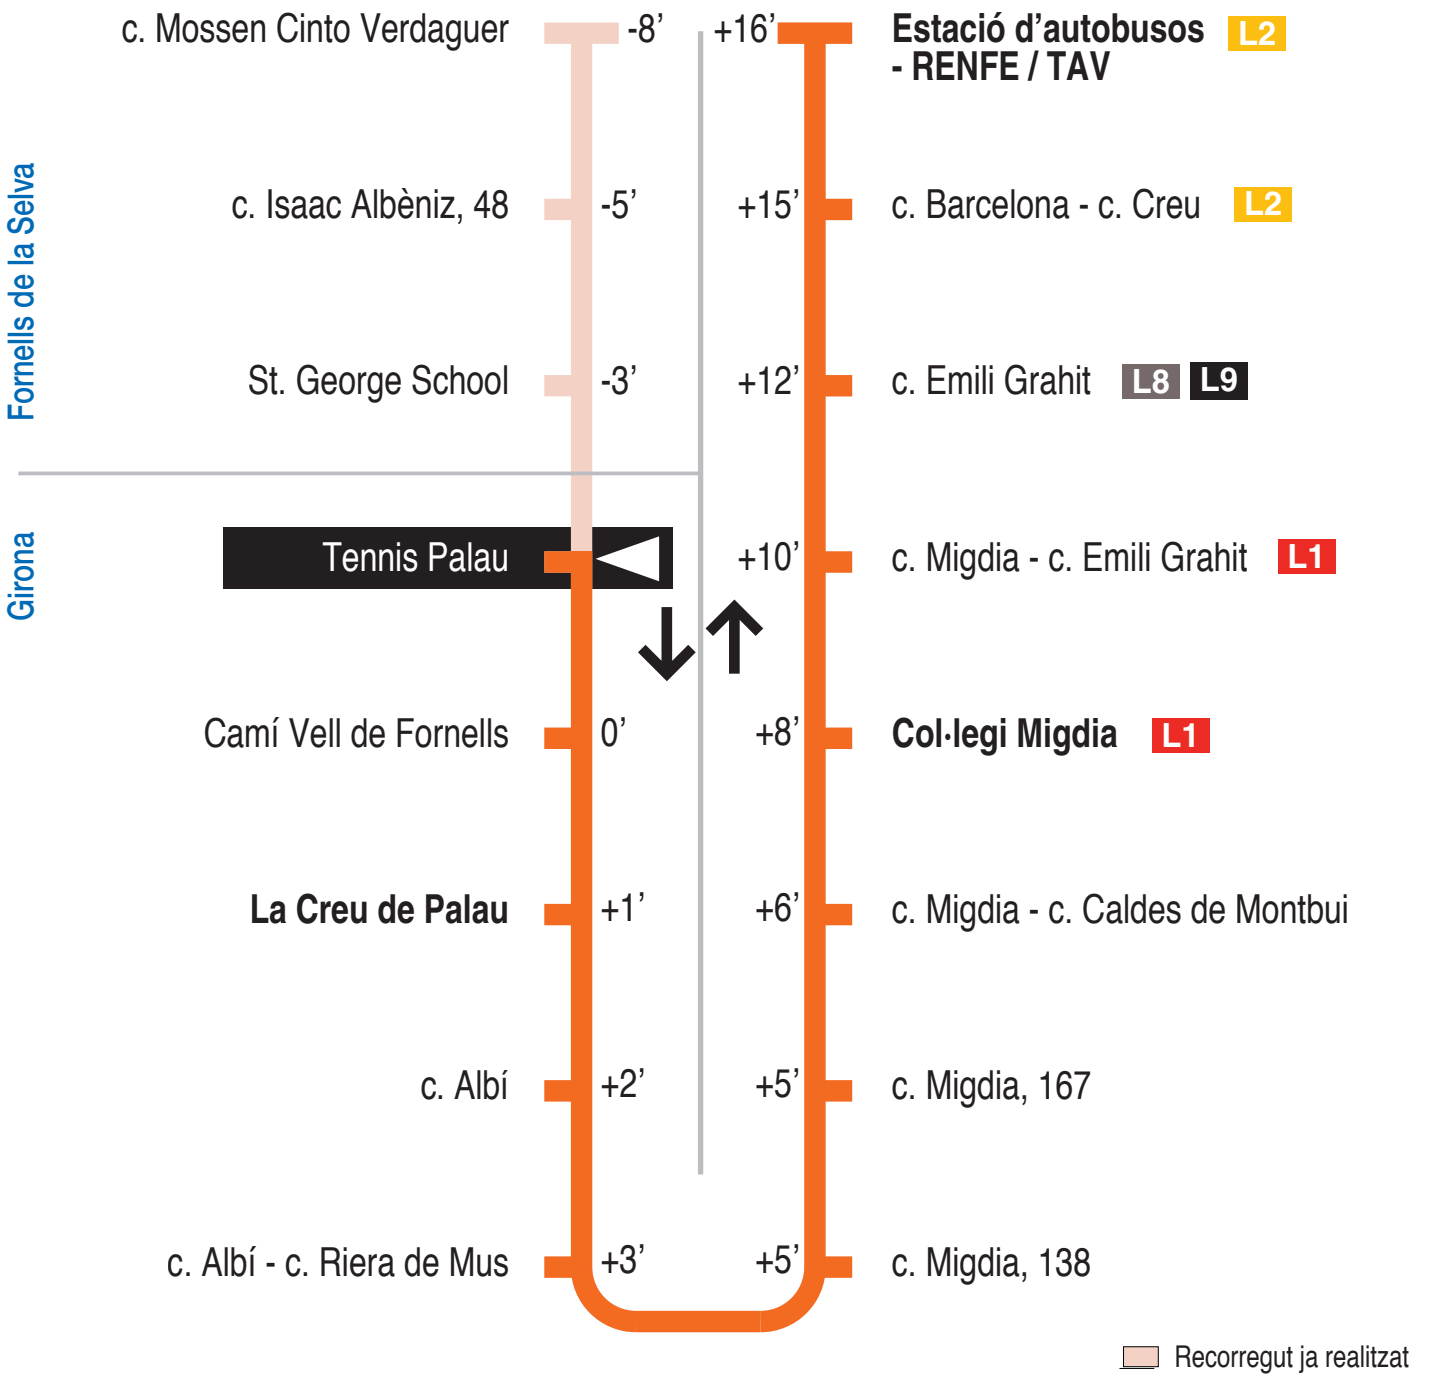 c. Mossen Cinto Verdaguer -8’
c. Isaac Albèniz, 48 -5’
St. George School -3’
Fornells de la Selva
Girona
Tennis Palau
Camí Vell de Fornells 0’
La Creu de Palau +1’
c. Albí +2’
c. Albí - c. Riera de Mus +3’
+16’ Estació d’autobusos L2
- RENFE / TAV
+15’ c. Barcelona - c. Creu L2
+12’ c. Emili Grahit L8 L9
+10’ c. Migdia - c. Emili Grahit L1
+8’ Col·legi Migdia L1
+6’ c. Migdia - c. Caldes de Montbui
+5’ c. Migdia, 167
+5’ c. Migdia, 138
Recorregut ja realitzat